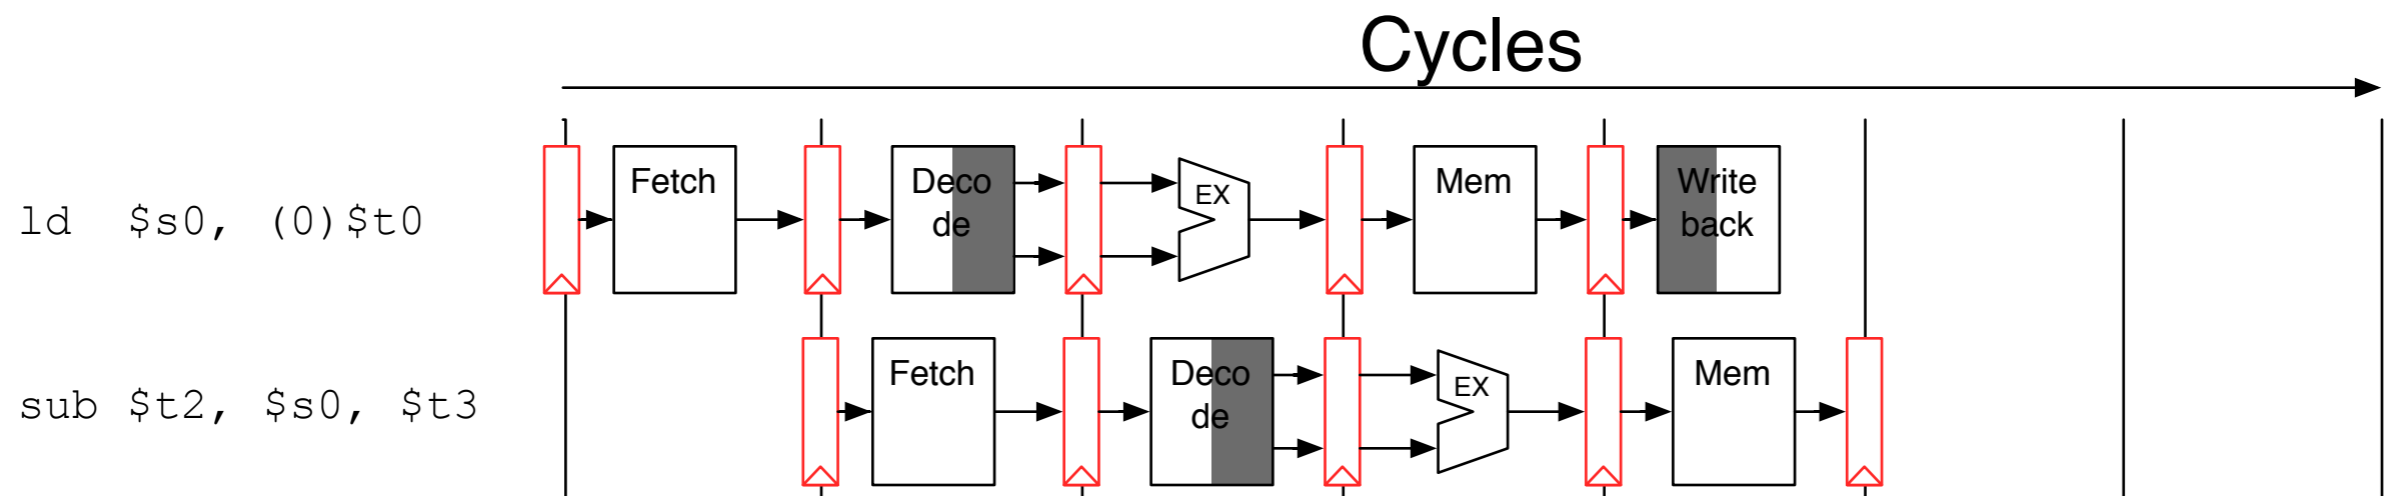 Cycles
ld $s0, (0)$t0
Fetch
Deco
de
EX
Mem
Write
back
sub $t2, $s0, $t3
Fetch
Deco
de
EX
Mem